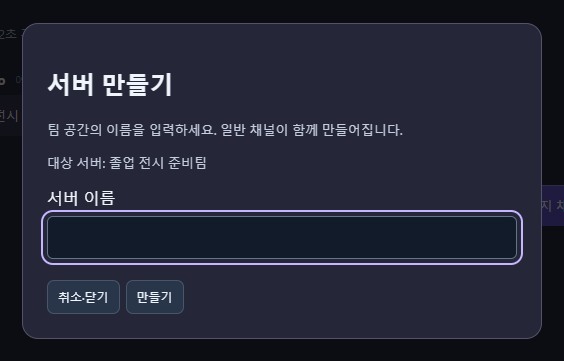 서버 만들기
팀 공간의 이름을 입력하세요. 일반 채널이 함께 만들어집니다.
대상 서버: 졸업 전시 준비팀
서버 이름
취소·닫기
만들기